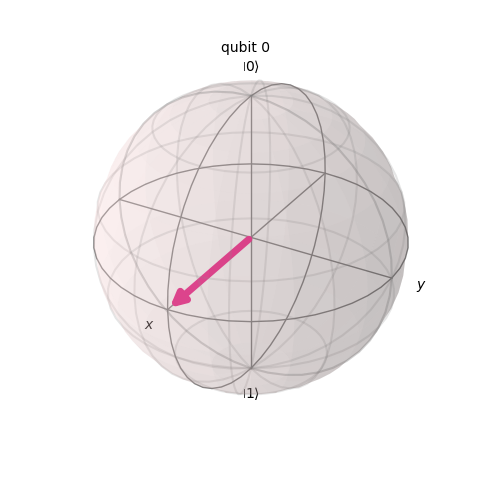 qubit 0
|0⟩
y
x
|1⟩